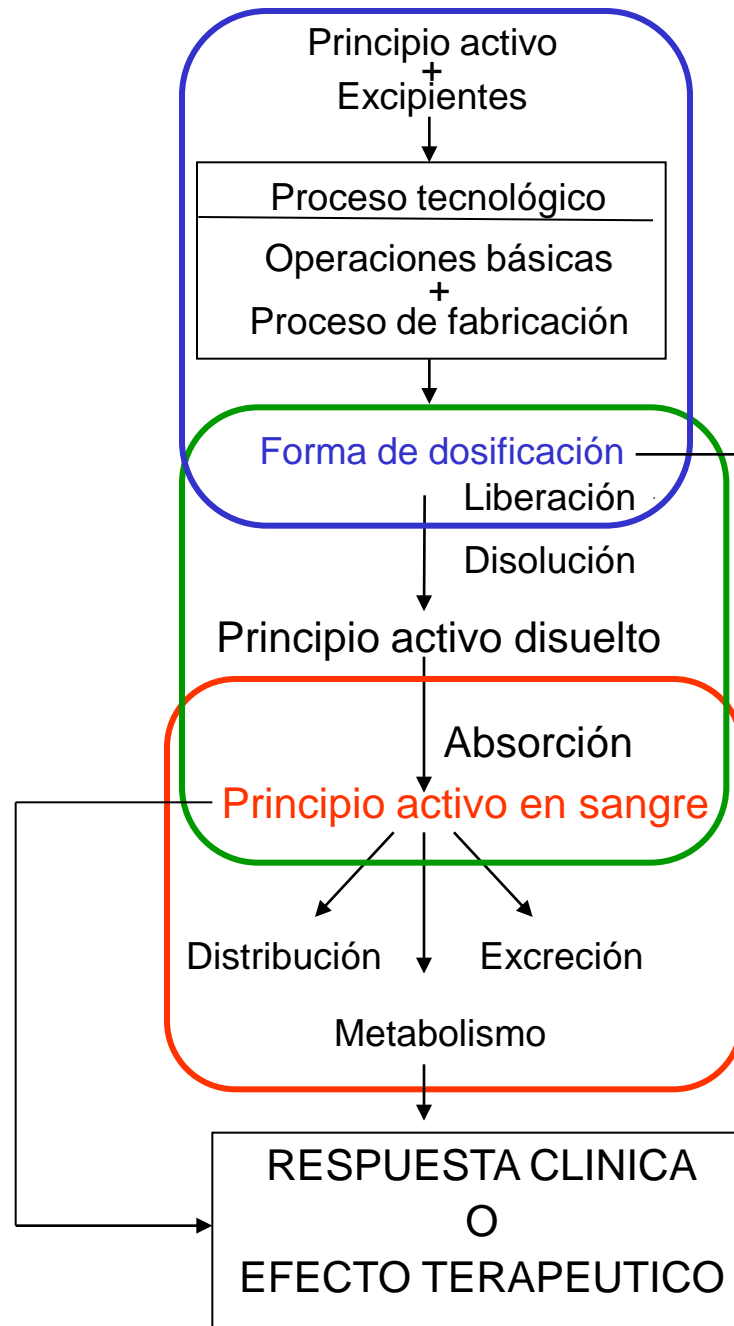 Principio activo
+
Excipientes
Proceso tecnológico
Operaciones básicas
+
Proceso de fabricación
Forma de dosificación
Liberación
Disolución
Principio activo disuelto
Absorción
Principio activo en sangre
Distribución
Excreción
Metabolismo
RESPUESTA CLINICA
O
EFECTO TERAPEUTICO